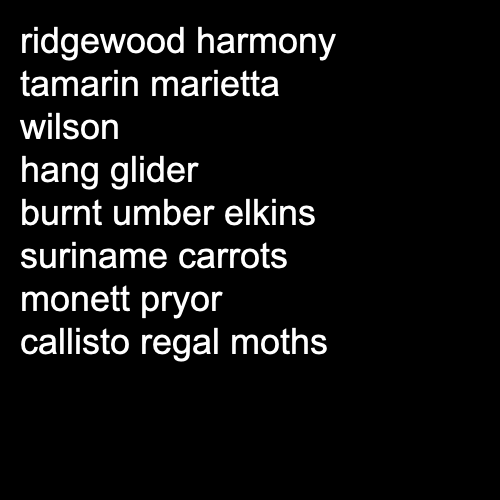 ridgewood harmony
tamarin marietta
wilson
hang glider
burnt umber elkins
suriname carrots
monett pryor
callisto regal moths